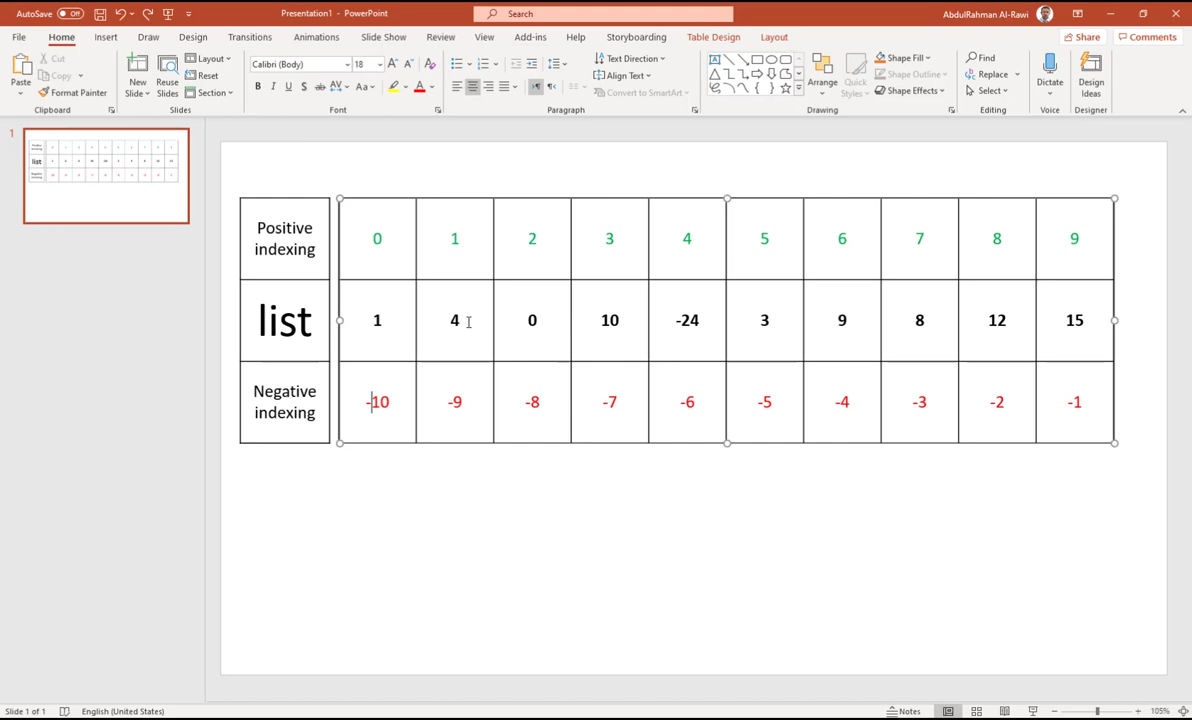 AutoSave Off Presentation1 - PowerPoint Search AbdulRahman Al-Rawi
File Home Insert Draw Design Transitions Animations Slide Show Review View Add-ins Help Storyboarding Table Design Layout Share Comments
Paste
Cut
Copy
Format Painter
Clipboard
New Slide
Reuse Slides
Layout
Reset
Section
Slides
Calibri (Body) 18
B I U S ab AV Aa A
Font
Text Direction
Align Text
Convert to SmartArt
Paragraph
Arrange
Quick Styles
Shape Fill
Shape Outline
Shape Effects
Drawing
Find
Replace
Select
Editing
Dictate
Voice
Design Ideas
Designer
1
Positive indexing 0 1 2 3 4 5 6 7 8 9
list 1 4 0 10 -24 3 9 8 12 15
Negative indexing -10 -9 -8 -7 -6 -5 -4 -3 -2 -1
Slide 1 of 1 English (United States) Notes 105%